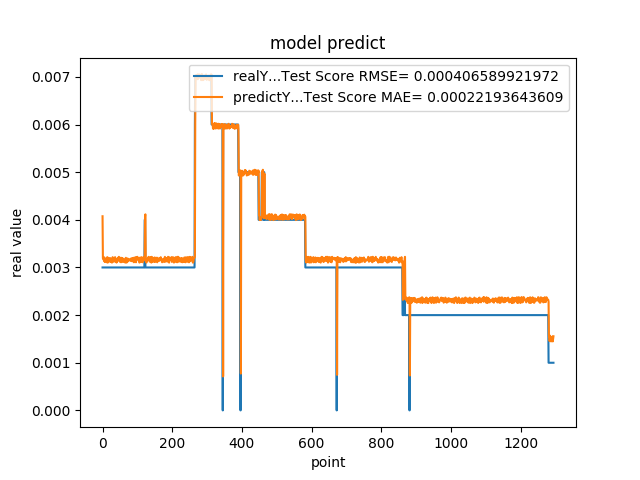 model predict
realY...Test Score RMSE= 0.000406589921972
predictY...Test Score MAE= 0.00022193643609
0.007
0.006
0.005
0.004
0.003
0.002
0.001
0.000
real value
0 200 400 600 800 1000 1200
point